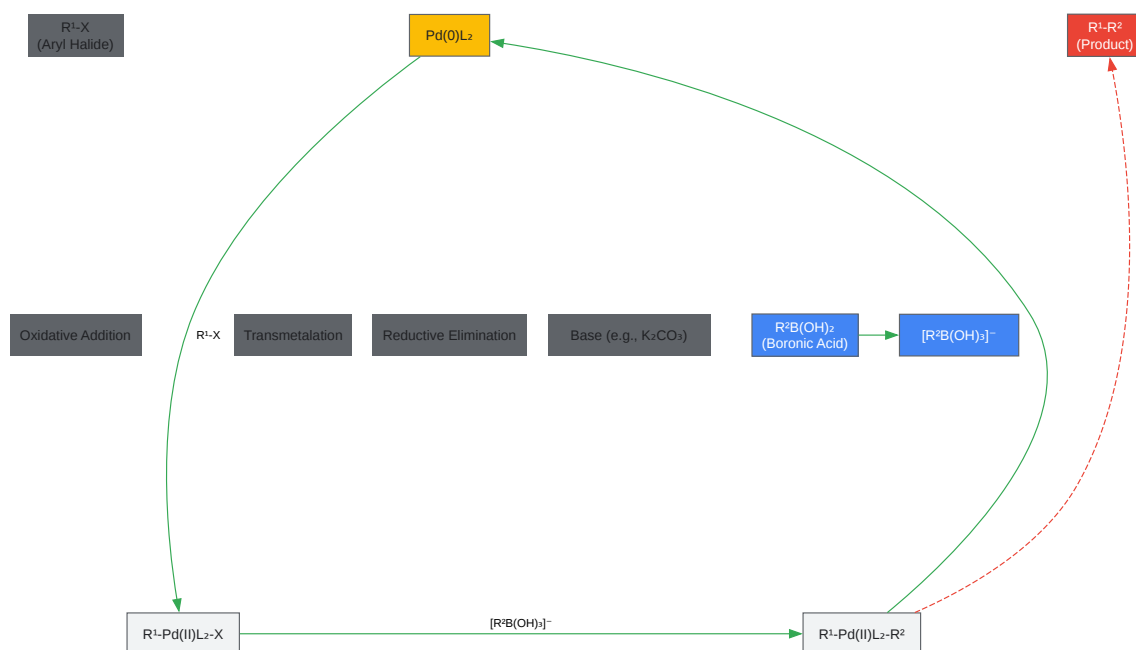 R¹-X
(Aryl Halide)
Pd(0)L₂
R¹-R²
(Product)
Oxidative Addition
R¹-X
Transmetalation
Reductive Elimination
Base (e.g., K₂CO₃)
R²B(OH)₂
(Boronic Acid)
[R²B(OH)₃]⁻
[R²B(OH)₃]⁻
R¹-Pd(II)L₂-X
R¹-Pd(II)L₂-R²